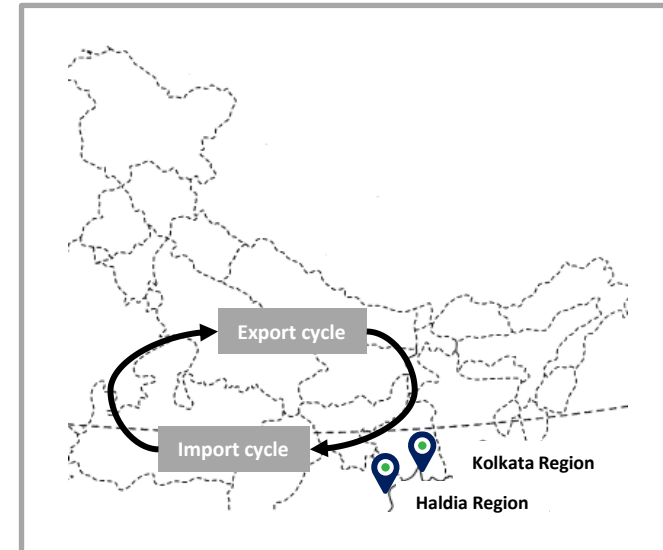 Export cycle
Import cycle
Kolkata Region
Haldia Region